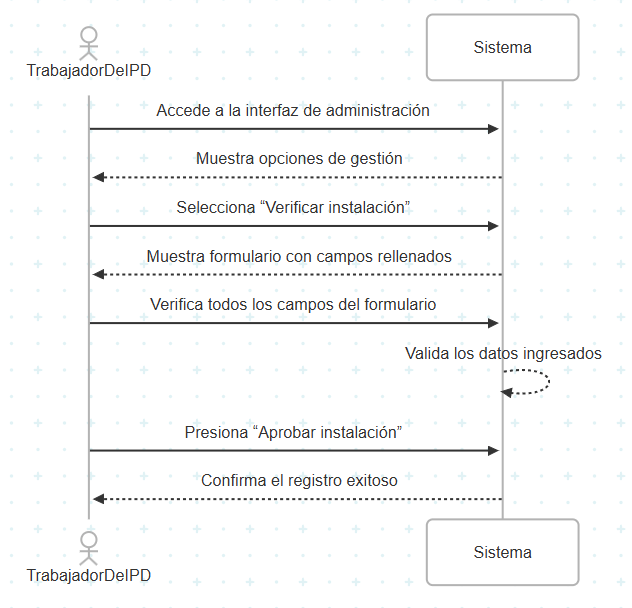 TrabajadorDelPD
Sistema
Accede a la interfaz de administración
Muestra opciones de gestión
Selecciona “Verificar instalación”
Muestra formulario con campos rellenados
Verifica todos los campos del formulario
Valida los datos ingresados
Presiona “Aprobar instalación”
Confirma el registro exitoso
TrabajadorDelPD
Sistema